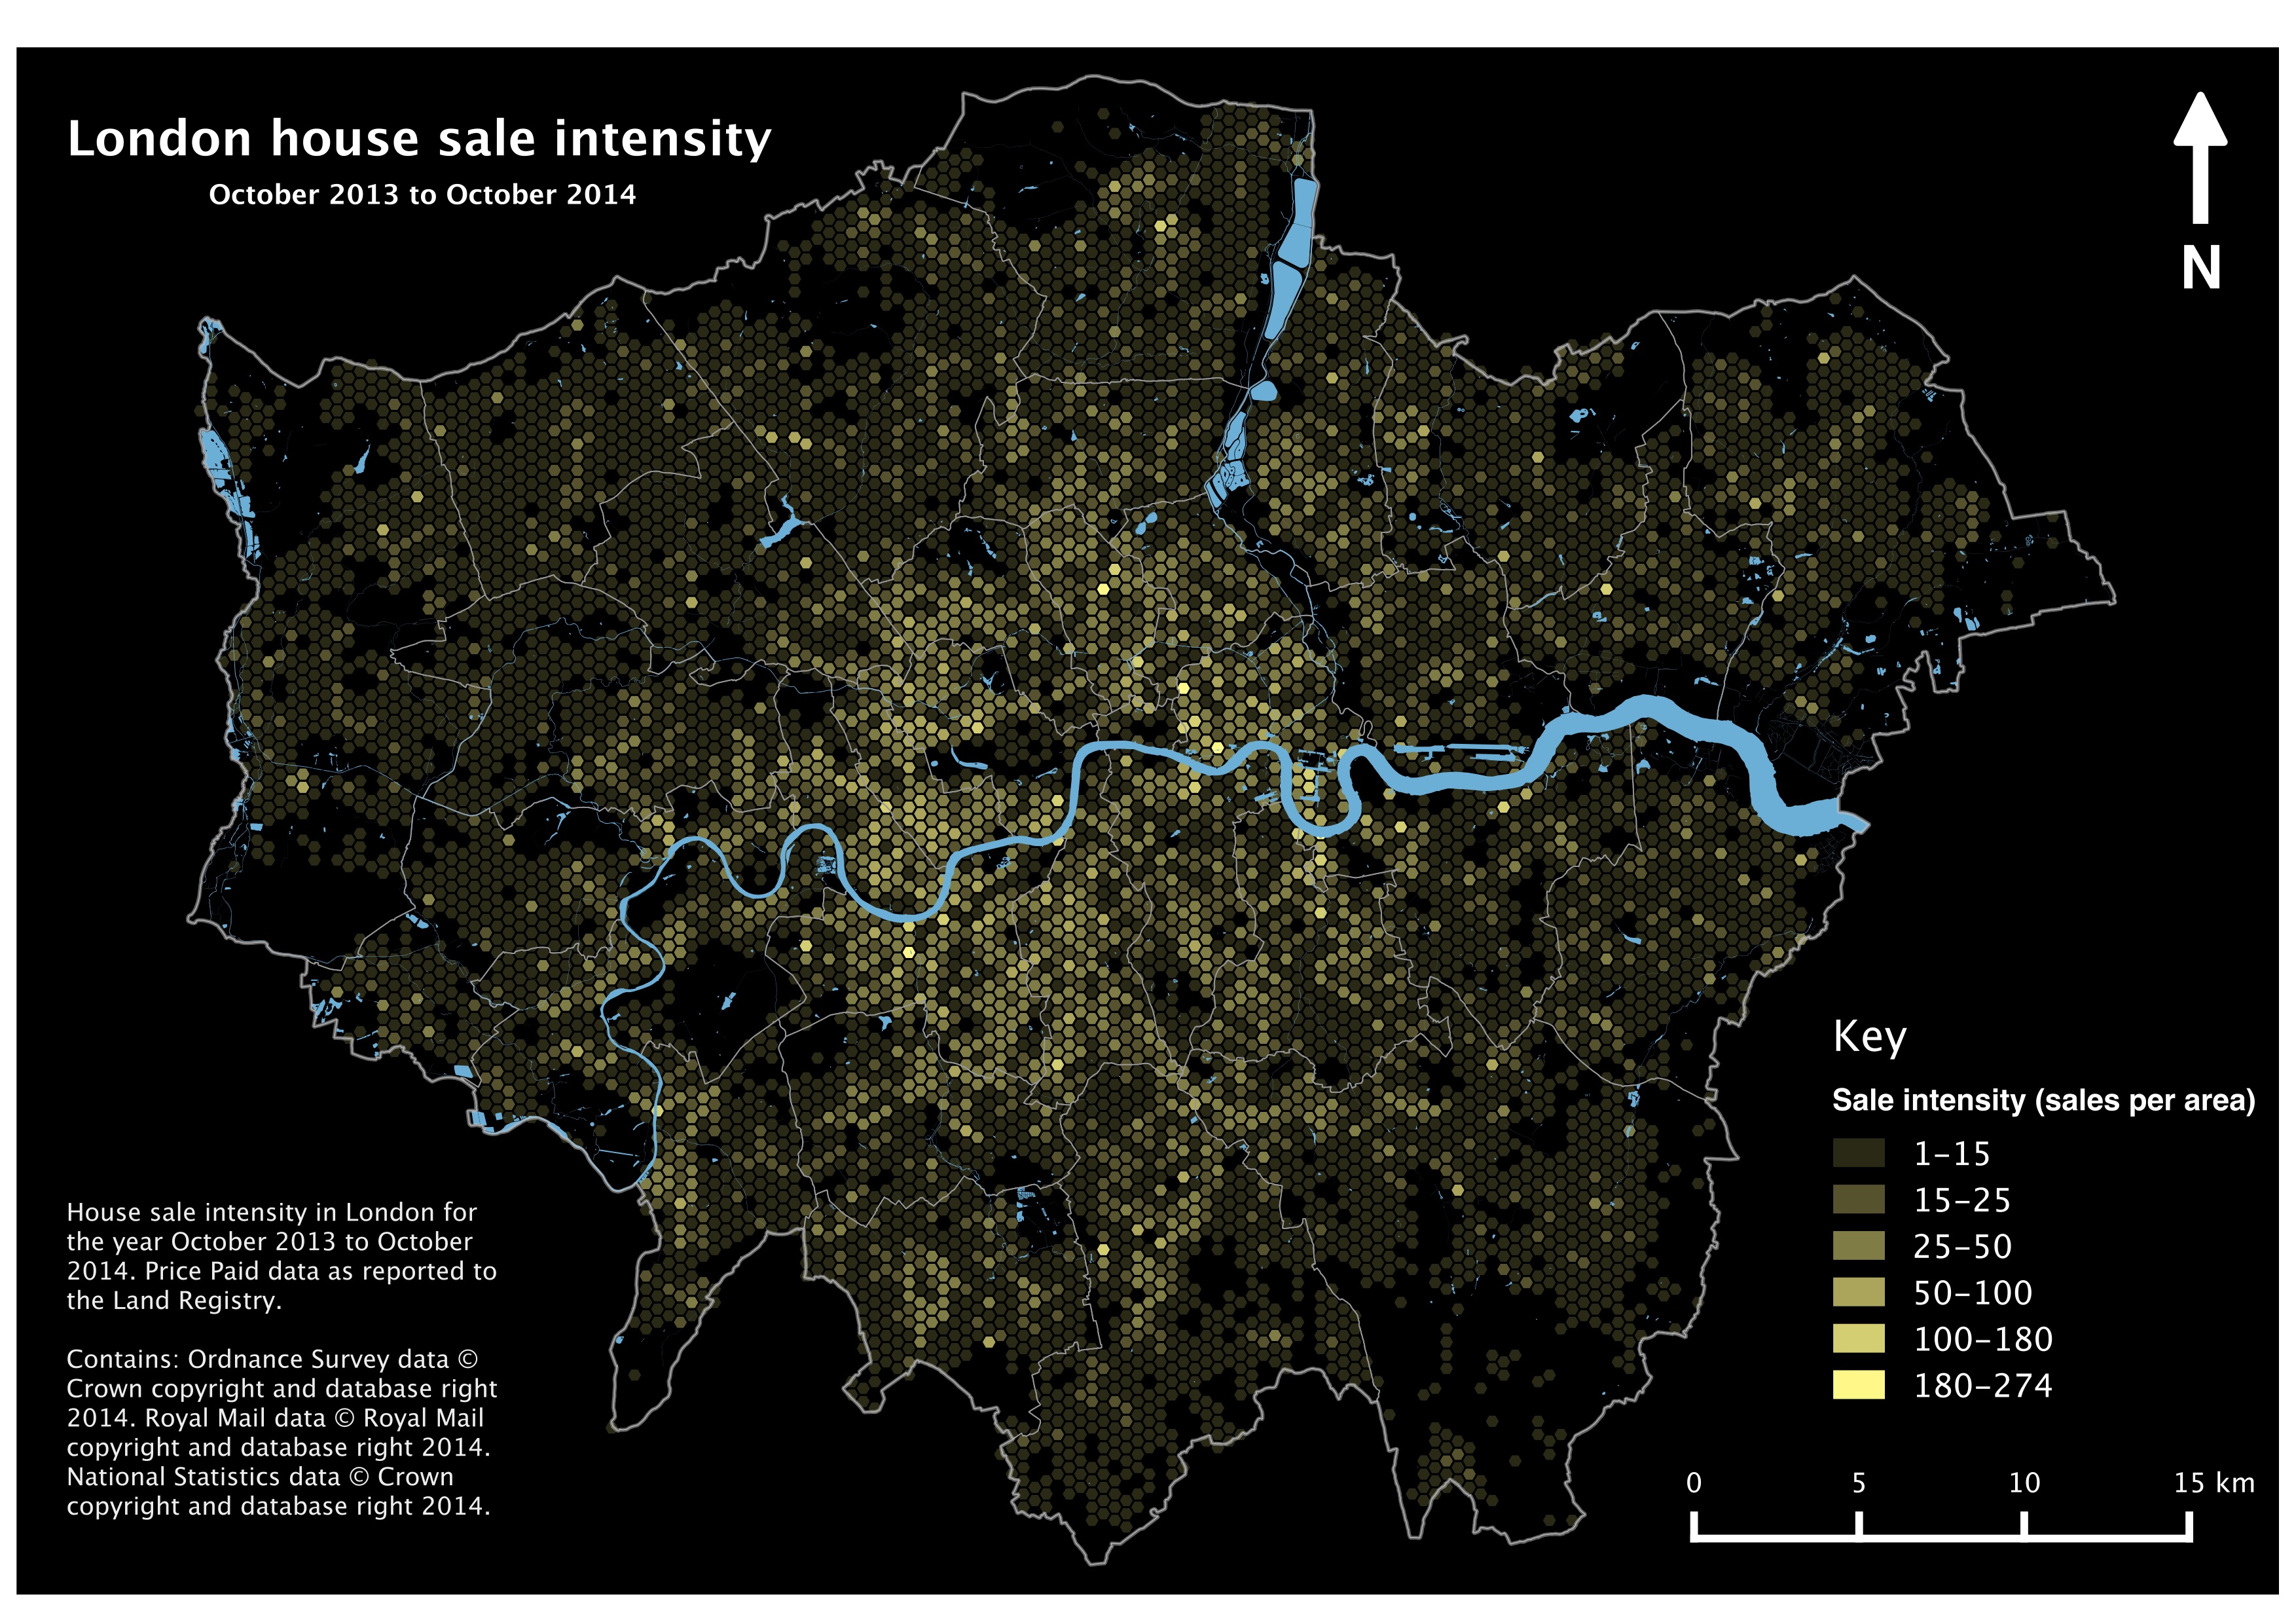 London house sale intensity
October 2013 to October 2014
N
Key
Sale intensity (sales per area)
1–15
15–25
25–50
50–100
100–180
180–274
House sale intensity in London for
the year October 2013 to October
2014. Price Paid data as reported to
the Land Registry.
Contains: Ordnance Survey data ©
Crown copyright and database right
2014. Royal Mail data © Royal Mail
copyright and database right 2014.
National Statistics data © Crown
copyright and database right 2014.
0 5 10 15 km